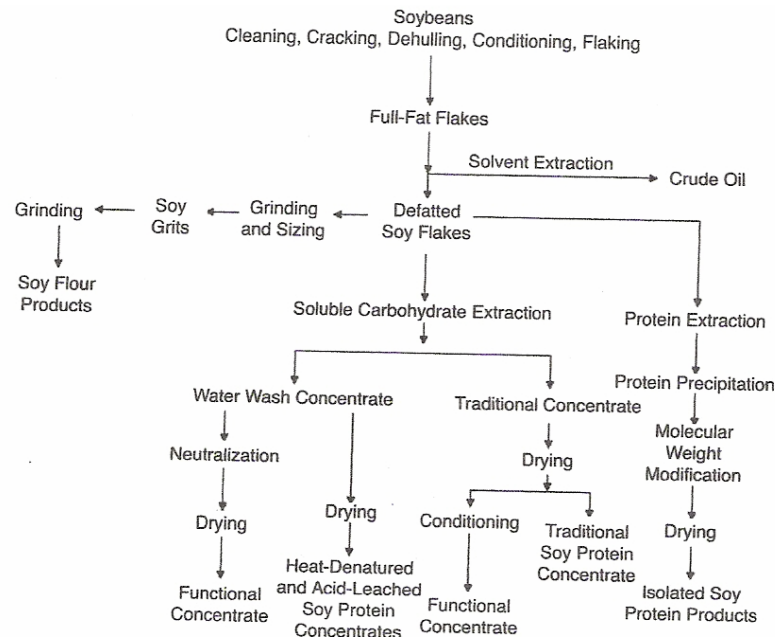 Soybeans
Cleaning, Cracking, Dehulling, Conditioning, Flaking
Full-Fat Flakes
Solvent Extraction
Crude Oil
Grinding
Soy
Grits
Grinding
and Sizing
Defatted
Soy Flakes
Soy Flour
Products
Soluble Carbohydrate Extraction
Protein Extraction
Water Wash Concentrate
Traditional Concentrate
Protein Precipitation
Neutralization
Drying
Molecular
Weight
Modification
Drying
Drying
Conditioning
Traditional
Soy Protein
Concentrate
Drying
Functional
Concentrate
Heat-Denatured
and Acid-Leached
Soy Protein
Concentrates
Functional
Concentrate
Isolated Soy
Protein Products